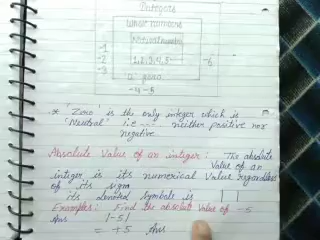 Integers
Whole numbers
Natural numbers
-1
1,2,3,4,5
-2
-3
0 zero
-4 -5
* 'Zero' is the only integer which is
'Neutral' i.e neither positive nor
negative.
Absolute Value of an integer: The absolute
Value of an
integer is its numerical Value regardless
of its sign
its Denoted Symbole is | |
Examples: Find the absolute Value of -5
Ans |-5|
= +5 Ans